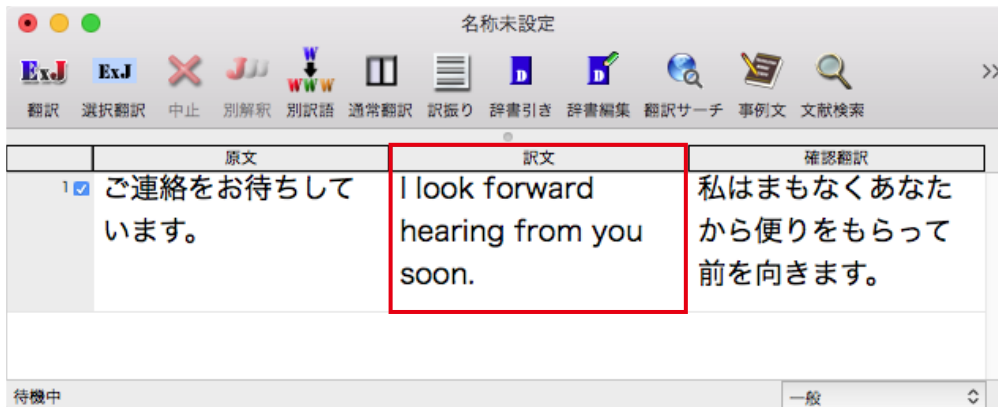 名称未設定
ExJ ExJ J W WWW D D
翻訳 選択翻訳 中止 別解釈 別訳語 通常翻訳 訳振り 辞書引き 辞書編集 翻訳サーチ 事例文 文献検索 >>
原文 訳文 確認翻訳
1 ご連絡をお待ちして I look forward 私はまもなくあなた
います。 hearing from you から便りをもらって
soon. 前を向きます。
待機中 一般